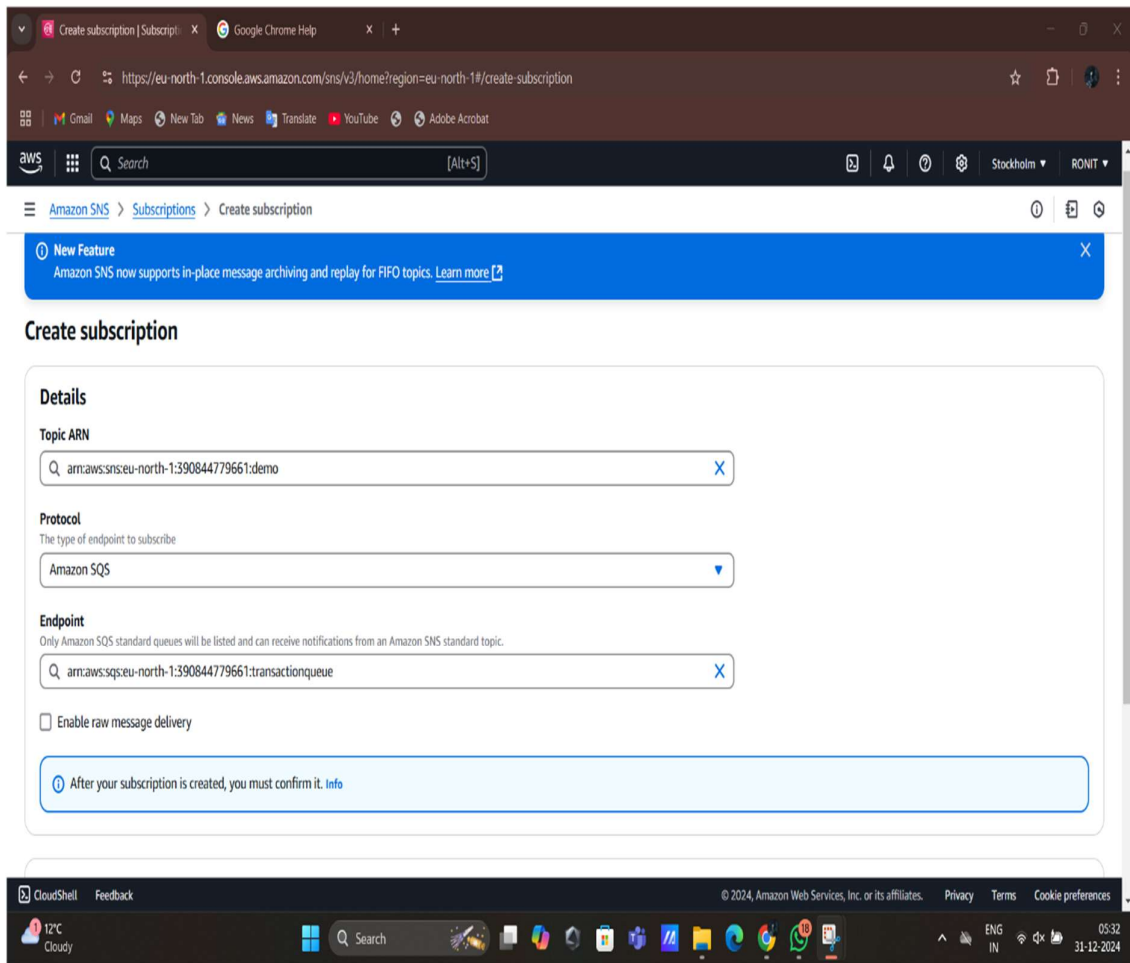 Create subscription | Subscripti
Google Chrome Help
https://eu-north-1.console.aws.amazon.com/sns/v3/home?region=eu-north-1#/create-subscription
Gmail Maps New Tab News Translate YouTube Adobe Acrobat
aws Search [Alt+S] Stockholm RONIT
Amazon SNS > Subscriptions > Create subscription
New Feature
Amazon SNS now supports in-place message archiving and replay for FIFO topics. Learn more
Create subscription
Details
Topic ARN
arn:aws:sns:eu-north-1:390844779661:demo
Protocol
The type of endpoint to subscribe
Amazon SQS
Endpoint
Only Amazon SQS standard queues will be listed and can receive notifications from an Amazon SNS standard topic.
arn:aws:sqs:eu-north-1:390844779661:transactionqueue
Enable raw message delivery
After your subscription is created, you must confirm it. Info
CloudShell Feedback © 2024, Amazon Web Services, Inc. or its affiliates. Privacy Terms Cookie preferences
1 12°C Search 18 ENG 05:32
Cloudy IN 31-12-2024